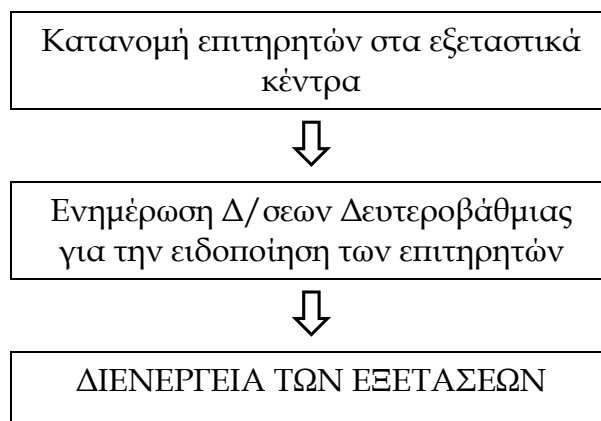 Κατανομή επιτηρητών στα εξεταστικά
κέντρα
Ενημέρωση Δ/σεων Δευτεροβάθμιας
για την ειδοποίηση των επιτηρητών
ΔΙΕΝΕΡΓΕΙΑ ΤΩΝ ΕΞΕΤΑΣΕΩΝ